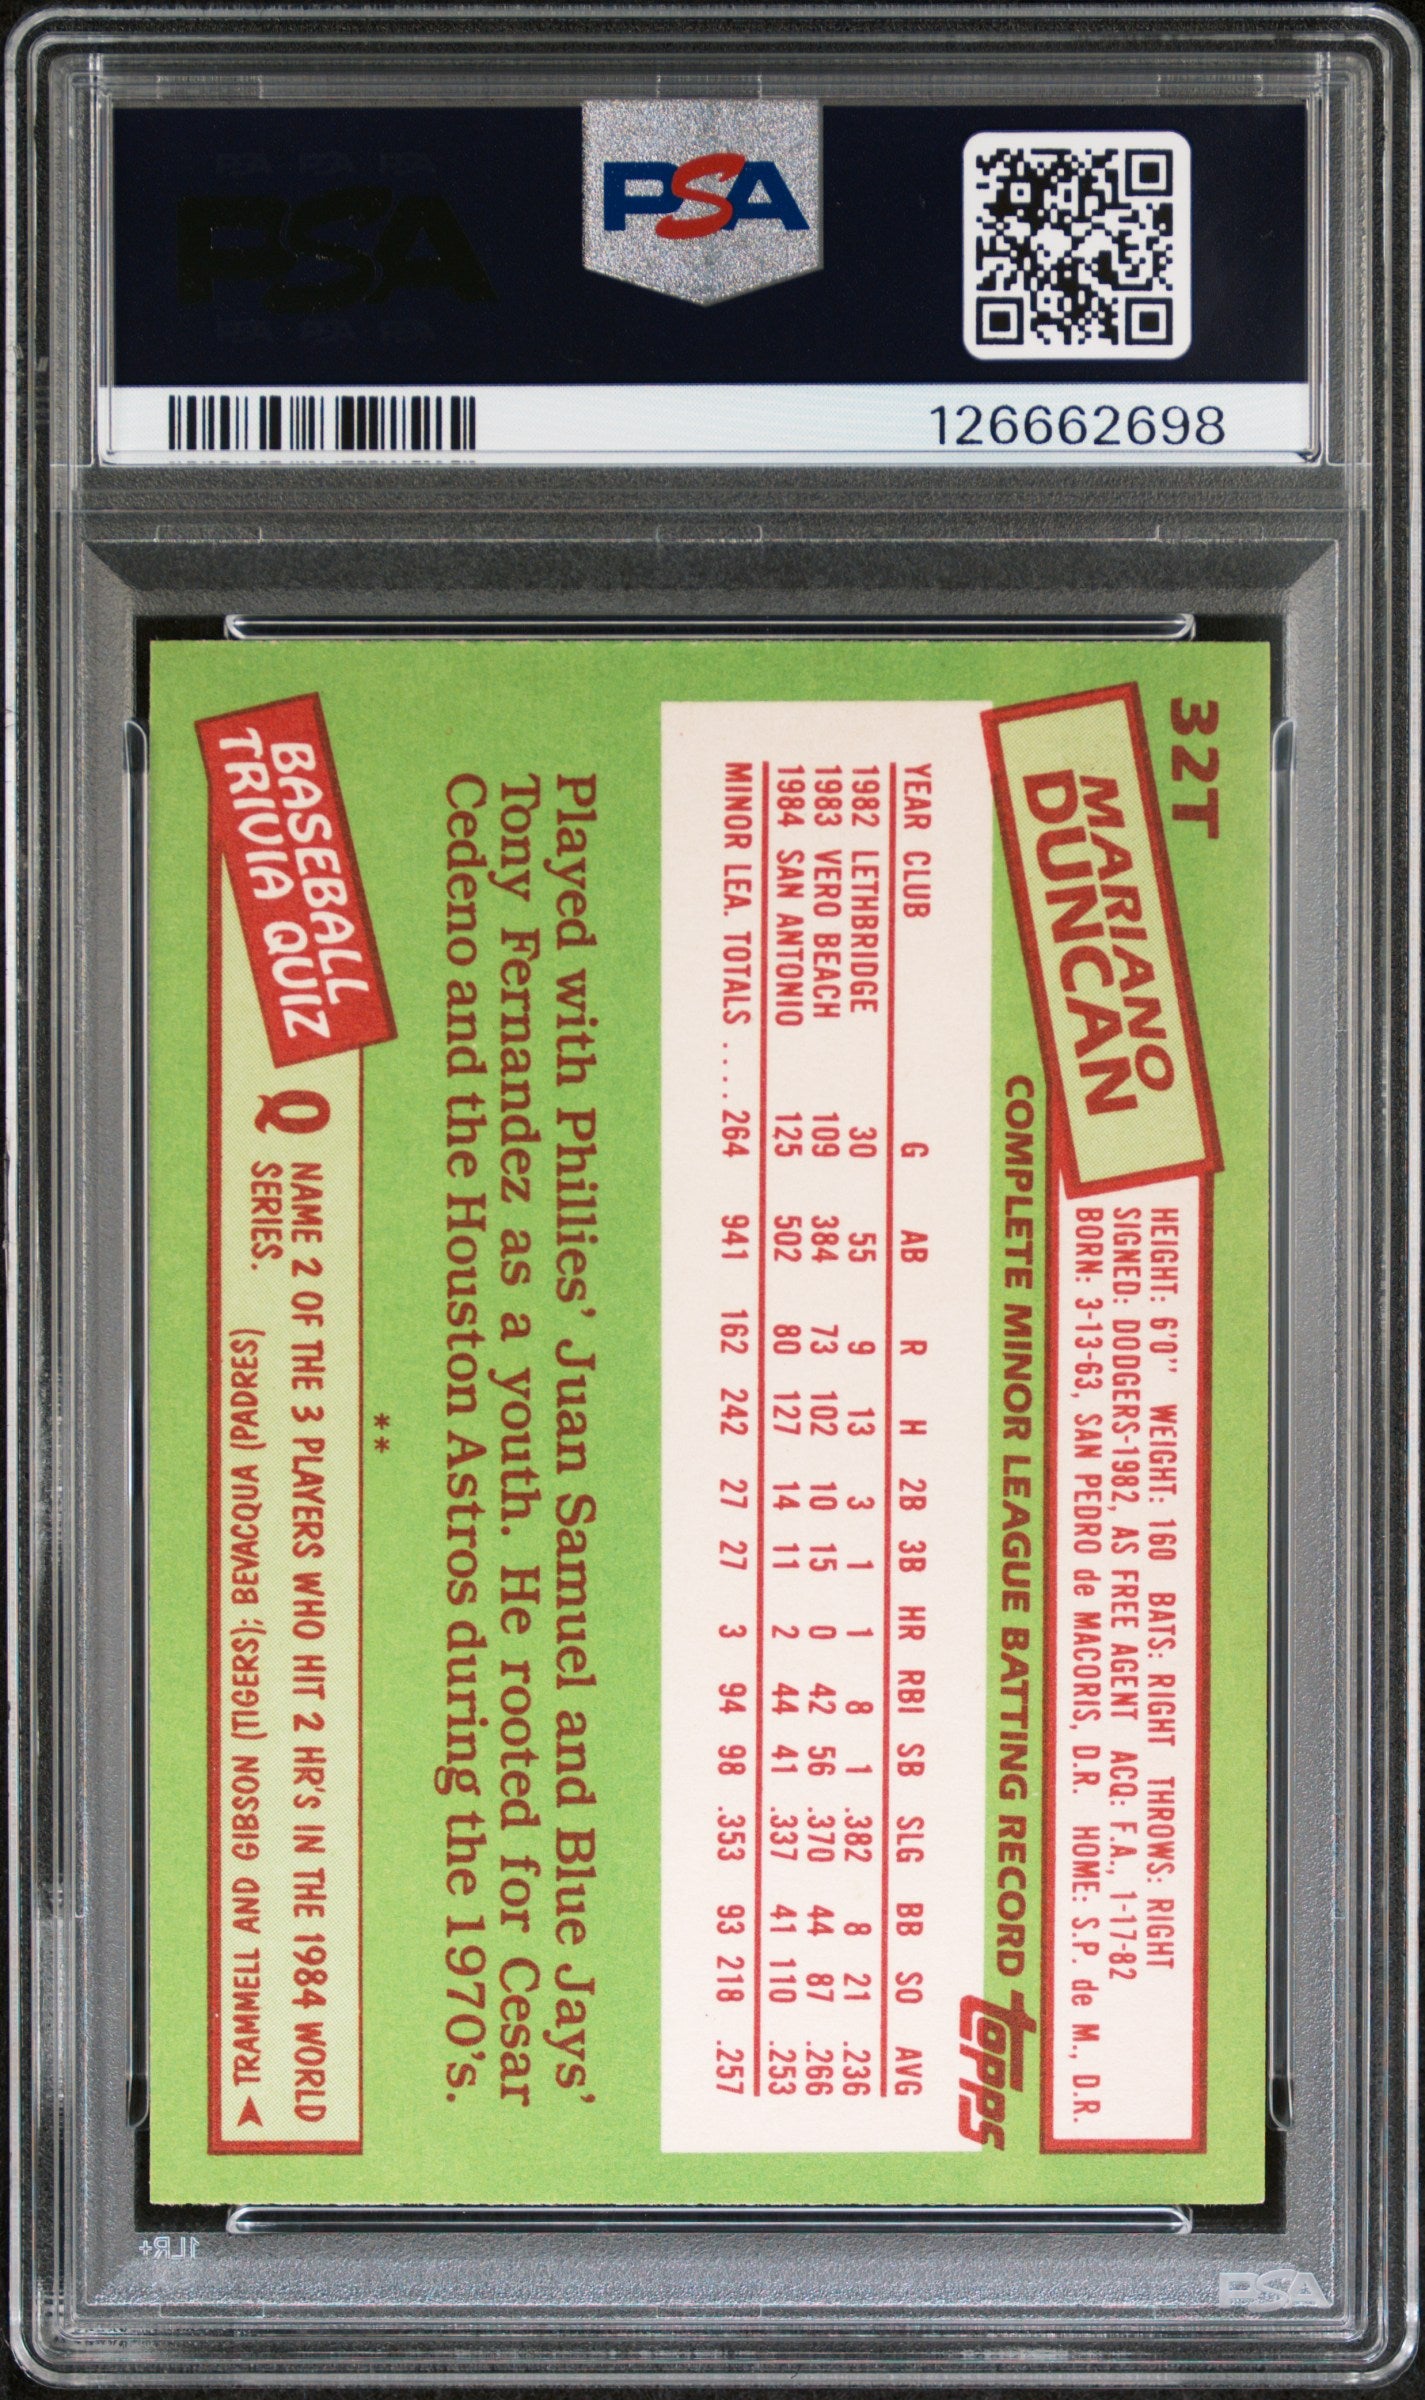 PSA
PSA
126662698
32T
MARIANO
DUNCAN
HEIGHT: 6'0" WEIGHT: 160 BATS: RIGHT THROWS: RIGHT
SIGNED: DODGERS-1982, AS FREE AGENT ACQ: F.A., 1-17-82
BORN: 3-13-63, SAN PEDRO de MACORIS, D.R. HOME: S.P. de M., D.R.
COMPLETE MINOR LEAGUE BATTING RECORD
topps
YEAR CLUB G AB R H 2B 3B HR RBI SB SLG BB SO AVG
1982 LETHBRIDGE 30 55 9 13 3 1 1 8 1 .382 8 21 .236
1983 VERO BEACH 109 384 73 102 10 15 0 42 56 .370 44 87 .266
1984 SAN ANTONIO 125 502 80 127 14 11 2 44 41 .337 41 110 .253
MINOR LEA. TOTALS .... 264 941 162 242 27 27 3 94 98 .353 93 218 .257
Played with Phillies' Juan Samuel and Blue Jays'
Tony Fernandez as a youth. He rooted for Cesar
Cedeno and the Houston Astros during the 1970's.
**
BASEBALL
TRIVIA QUIZ
Q NAME 2 OF THE 3 PLAYERS WHO HIT 2 HR'S IN THE 1984 WORLD
SERIES.
TRAMMELL AND GIBSON (TIGERS); BEVACQUA (PADRES)
1LR+
PSA